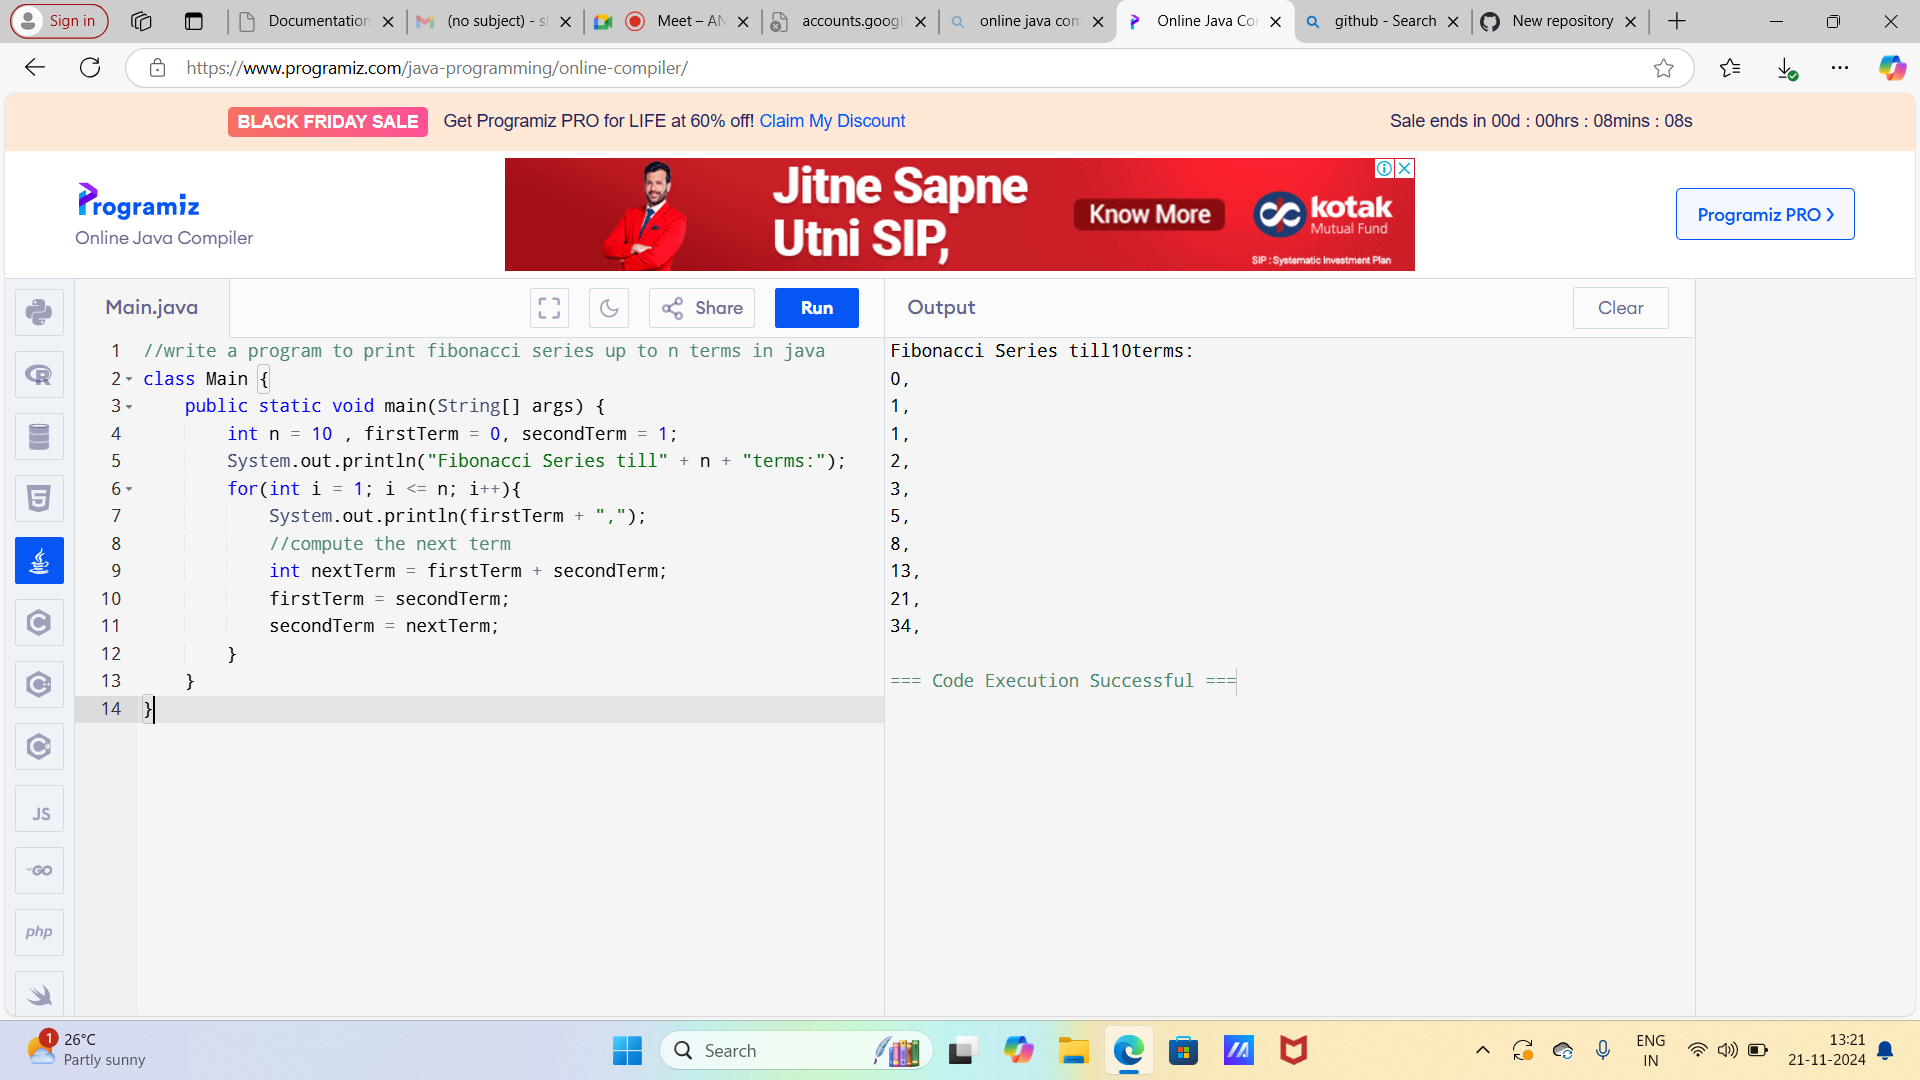 Sign in
Documentation
(no subject) - sl
Meet – AN
accounts.googl
online java com
Online Java Co
github - Search
New repository
https://www.programiz.com/java-programming/online-compiler/
BLACK FRIDAY SALE Get Programiz PRO for LIFE at 60% off! Claim My Discount
Sale ends in 00d : 00hrs : 08mins : 08s
Programiz
Online Java Compiler
Jitne Sapne
Utni SIP,
Know More
kotak
Mutual Fund
SIP : Systematic Investment Plan
Programiz PRO
Main.java
Share
Run
Output
Clear
1 //write a program to print fibonacci series up to n terms in java
2 class Main {
3 public static void main(String[] args) {
4 int n = 10 , firstTerm = 0, secondTerm = 1;
5 System.out.println("Fibonacci Series till" + n + "terms:");
6 for(int i = 1; i <= n; i++){
7 System.out.println(firstTerm + ",");
8 //compute the next term
9 int nextTerm = firstTerm + secondTerm;
10 firstTerm = secondTerm;
11 secondTerm = nextTerm;
12 }
13 }
14 }
Fibonacci Series till10terms:
0,
1,
1,
2,
3,
5,
8,
13,
21,
34,
=== Code Execution Successful ===
R
5
C
C
C
JS
GO
php
1
26°C
Partly sunny
Search
ENG
IN
13:21
21-11-2024